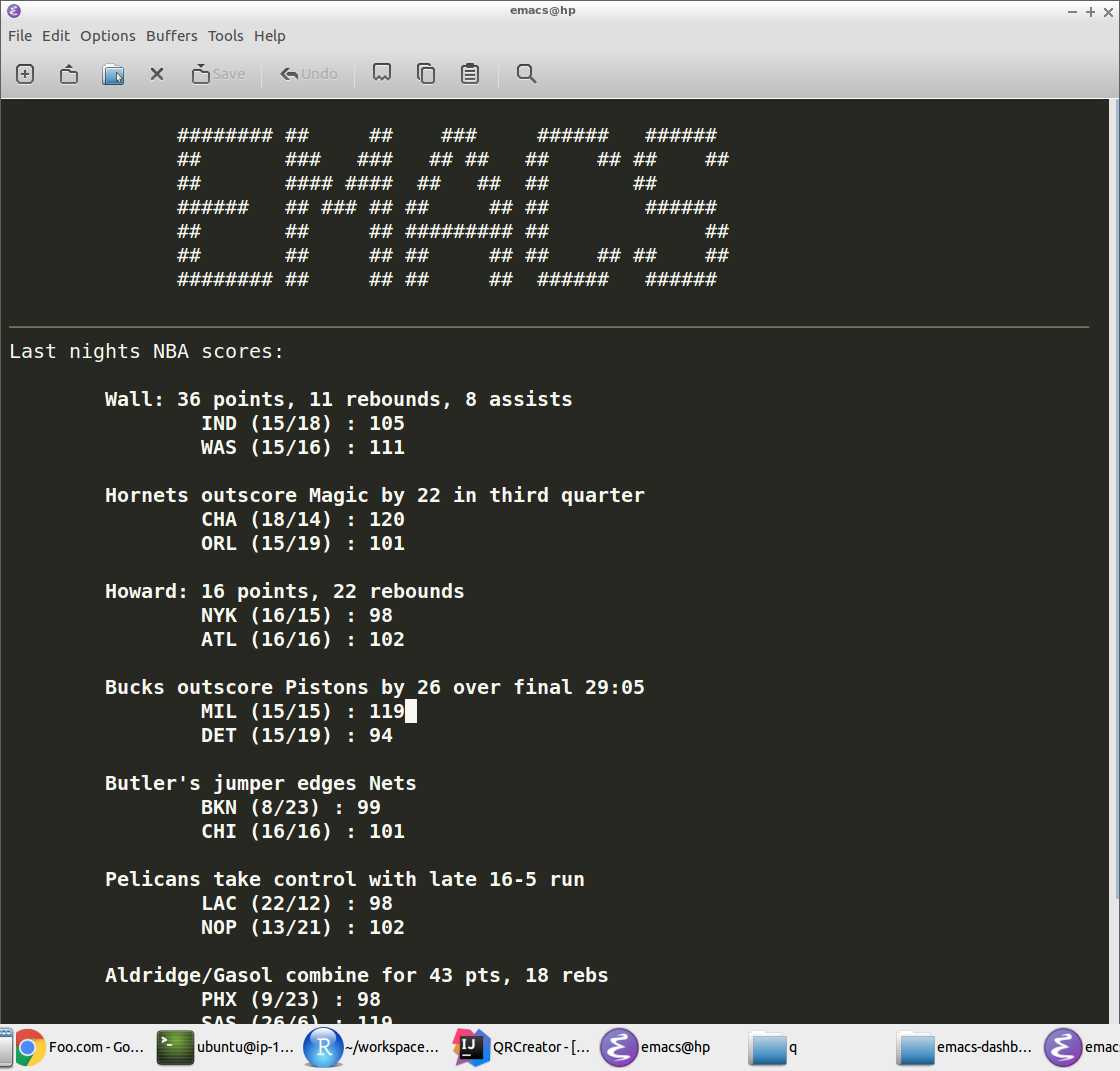 emacs@hp
File Edit Options Buffers Tools Help
Save Undo
######## ##     ##    ###     ######   ######
##       ###   ###   ## ##   ##    ## ##    ##
##       #### ####  ##   ##  ##       ##
######   ## ### ## ##     ## ##        ######
##       ##     ## ######### ##             ##
##       ##     ## ##     ## ##    ## ##    ##
######## ##     ## ##     ##  ######   ######
Last nights NBA scores:
Wall: 36 points, 11 rebounds, 8 assists
IND (15/18) : 105
WAS (15/16) : 111
Hornets outscore Magic by 22 in third quarter
CHA (18/14) : 120
ORL (15/19) : 101
Howard: 16 points, 22 rebounds
NYK (16/15) : 98
ATL (16/16) : 102
Bucks outscore Pistons by 26 over final 29:05
MIL (15/15) : 119
DET (15/19) : 94
Butler's jumper edges Nets
BKN (8/23) : 99
CHI (16/16) : 101
Pelicans take control with late 16-5 run
LAC (22/12) : 98
NOP (13/21) : 102
Aldridge/Gasol combine for 43 pts, 18 rebs
PHX (9/23) : 98
SAS (26/6) : 119
Foo.com - Go... ubuntu@ip-1... R ~/workspace... IJ QRCreator - [... emacs@hp q emacs-dashb... emac